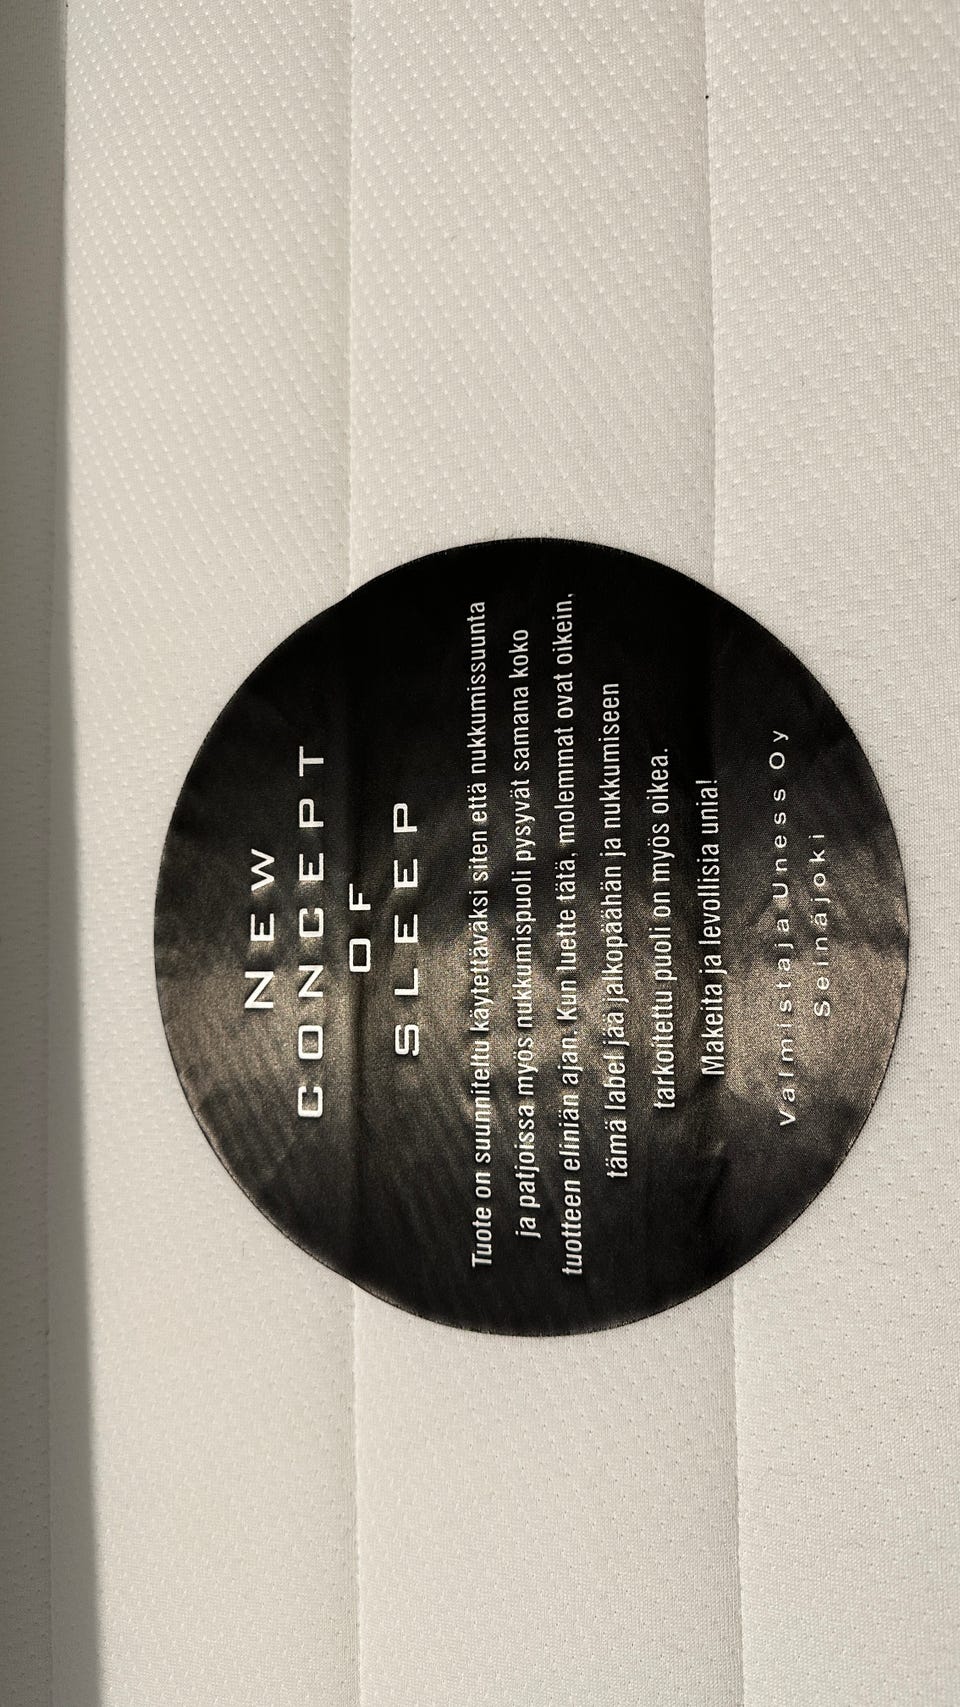 NEW
CONCEPT
OF
SLEEP
Tuote on suunniteltu käytettäväksi siten että nukkumissuunta
ja patjoissa myös nukkumispuoli pysyvät samana koko
tuotteen eliniän ajan. Kun luette tätä, molemmat ovat oikein,
tämä label jää jalkopäähän ja nukkumiseen
tarkoitettu puoli on myös oikea.
Makeita ja levollisia unia!
Valmistaja Uness Oy
Seinäjoki